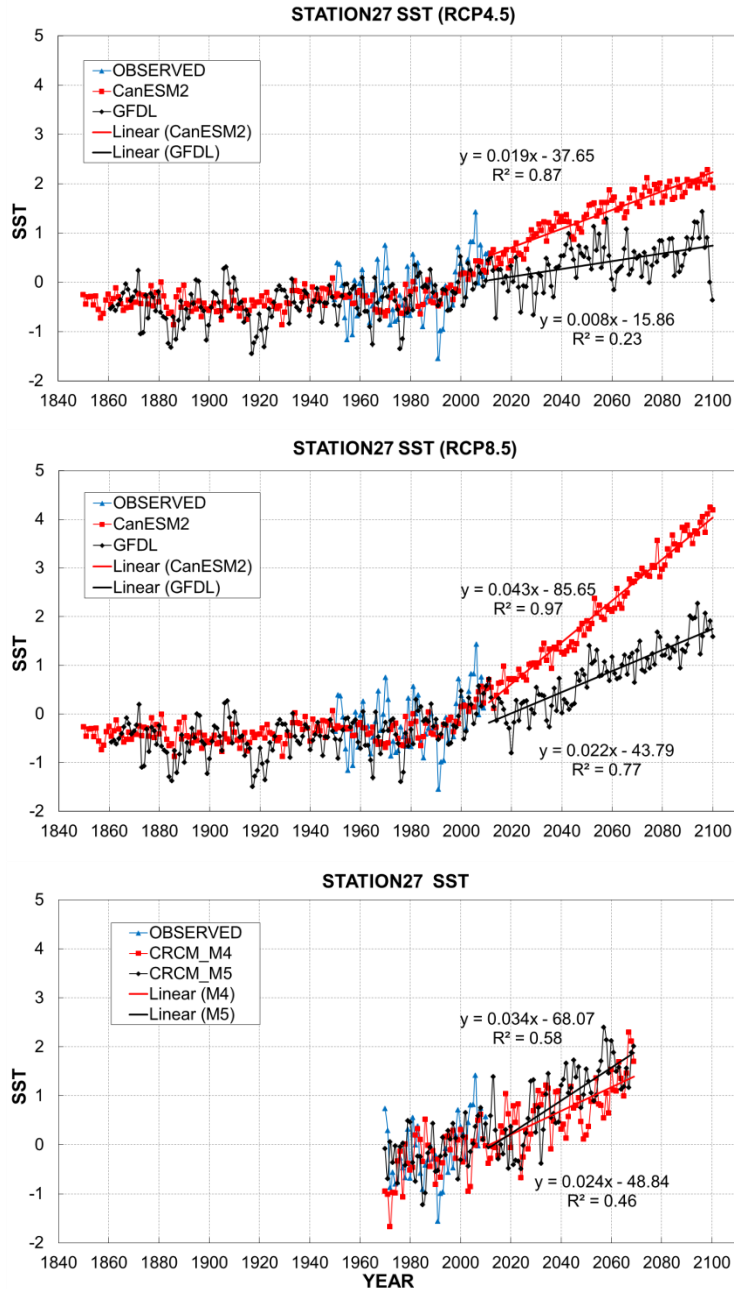 STATION27 SST (RCP4.5)
5
4
3
2
1
0
-1
-2
SST
OBSERVED
CanESM2
GFDL
Linear (CanESM2)
Linear (GFDL)
y = 0.019x - 37.65
R² = 0.87
y = 0.008x - 15.86
R² = 0.23
1840 1860 1880 1900 1920 1940 1960 1980 2000 2020 2040 2060 2080 2100
STATION27 SST (RCP8.5)
5
4
3
2
1
0
-1
-2
SST
OBSERVED
CanESM2
GFDL
Linear (CanESM2)
Linear (GFDL)
y = 0.043x - 85.65
R² = 0.97
y = 0.022x - 43.79
R² = 0.77
1840 1860 1880 1900 1920 1940 1960 1980 2000 2020 2040 2060 2080 2100
STATION27 SST
5
4
3
2
1
0
-1
-2
SST
OBSERVED
CRCM_M4
CRCM_M5
Linear (M4)
Linear (M5)
y = 0.034x - 68.07
R² = 0.58
y = 0.024x - 48.84
R² = 0.46
1840 1860 1880 1900 1920 1940 1960 1980 2000 2020 2040 2060 2080 2100
YEAR